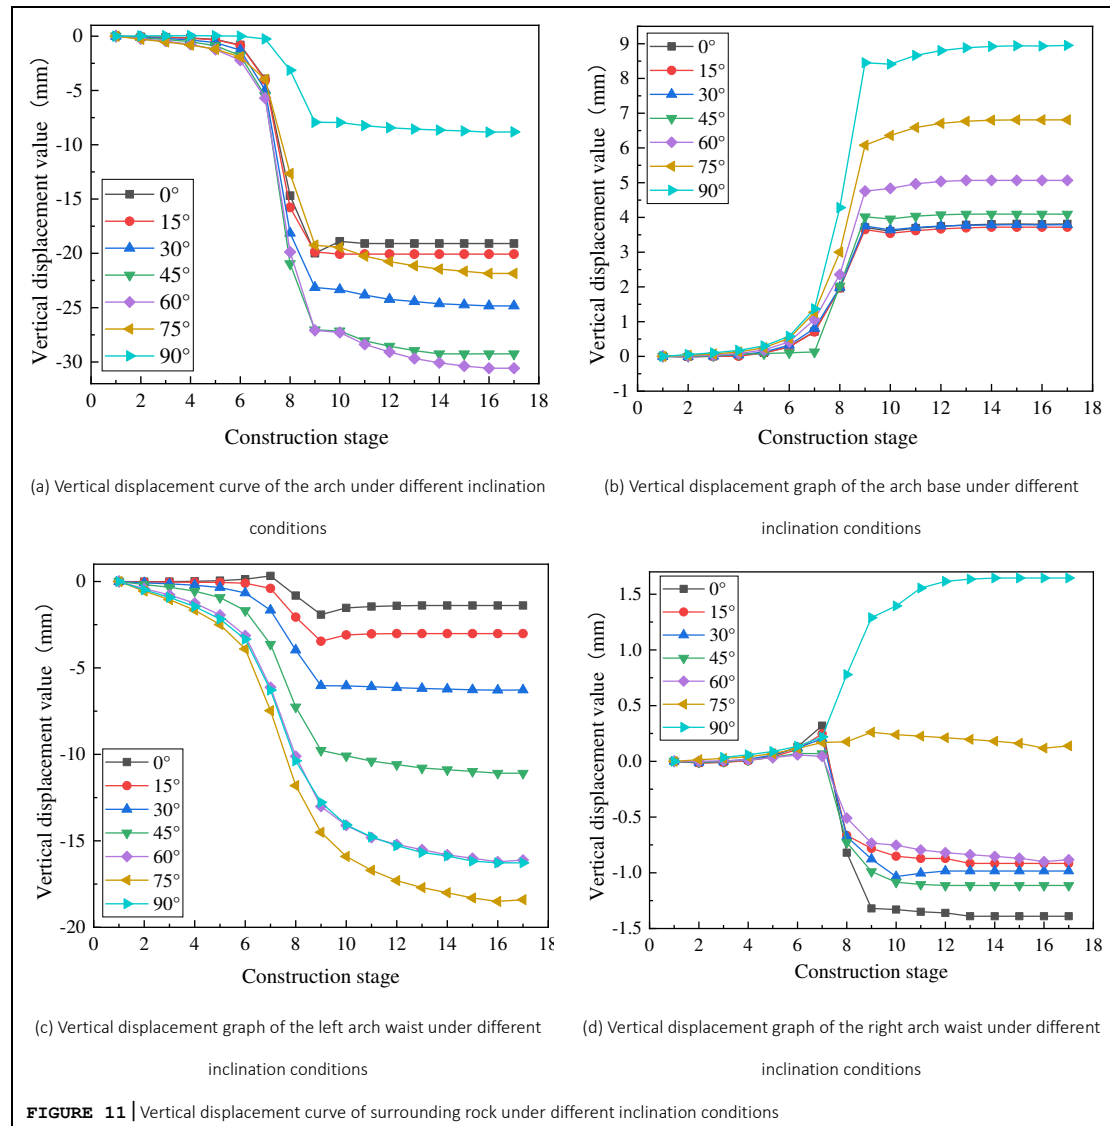 0
-5
-10
-15
-20
-25
-30
Vertical displacement value (mm)
0°
15°
30°
45°
60°
75°
90°
0 2 4 6 8 10 12 14 16 18
Construction stage
(a) Vertical displacement curve of the arch under different inclination
conditions
9
8
7
6
5
4
3
2
1
0
-1
Vertical displacement value (mm)
0°
15°
30°
45°
60°
75°
90°
0 2 4 6 8 10 12 14 16 18
Construction stage
(b) Vertical displacement graph of the arch base under different
inclination conditions
0
-5
-10
-15
-20
Vertical displacement value (mm)
0°
15°
30°
45°
60°
75°
90°
0 2 4 6 8 10 12 14 16 18
Construction stage
(c) Vertical displacement graph of the left arch waist under different
inclination conditions
1.5
1.0
0.5
0.0
-0.5
-1.0
-1.5
Vertical displacement value (mm)
0°
15°
30°
45°
60°
75°
90°
0 2 4 6 8 10 12 14 16 18
Construction stage
(d) Vertical displacement graph of the right arch waist under different
inclination conditions
FIGURE 11 | Vertical displacement curve of surrounding rock under different inclination conditions